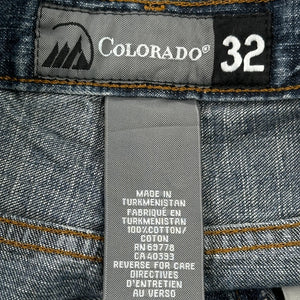 COLORADO® 32
MADE IN
TURKMENISTAN
FABRIQUÉ EN
TURKMENISTAN
100% COTTON/
COTON
RN 69778
CA 40393
REVERSE FOR CARE
DIRECTIVES
D'ENTRETIEN
AU VERSO